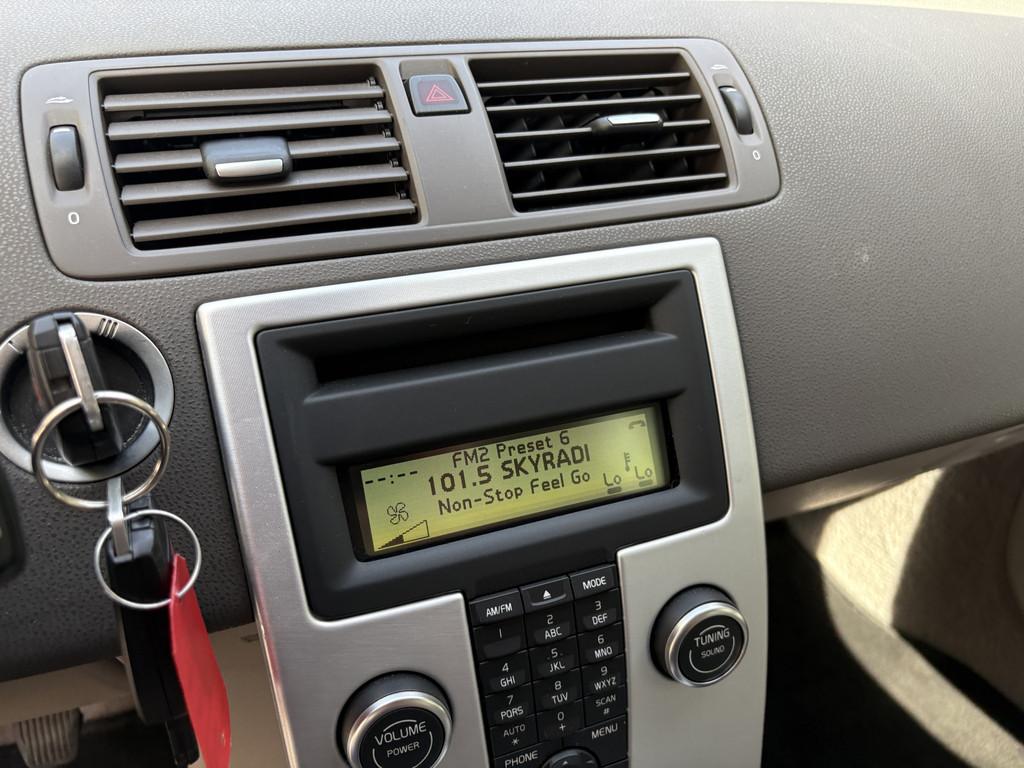 0
0
-- : --
FM2 Preset 6
101.5 SKYRADI
Non-Stop Feel Go
Lo Lo
AM/FM
MODE
1
2
ABC
3
DEF
4
GHI
.5.
JKL
6
MNO
7
PQRS
8
TUV
9
WXYZ
AUTO
*
0
+
SCAN
#
PHONE
MENU
VOLUME
POWER
TUNING
SOUND